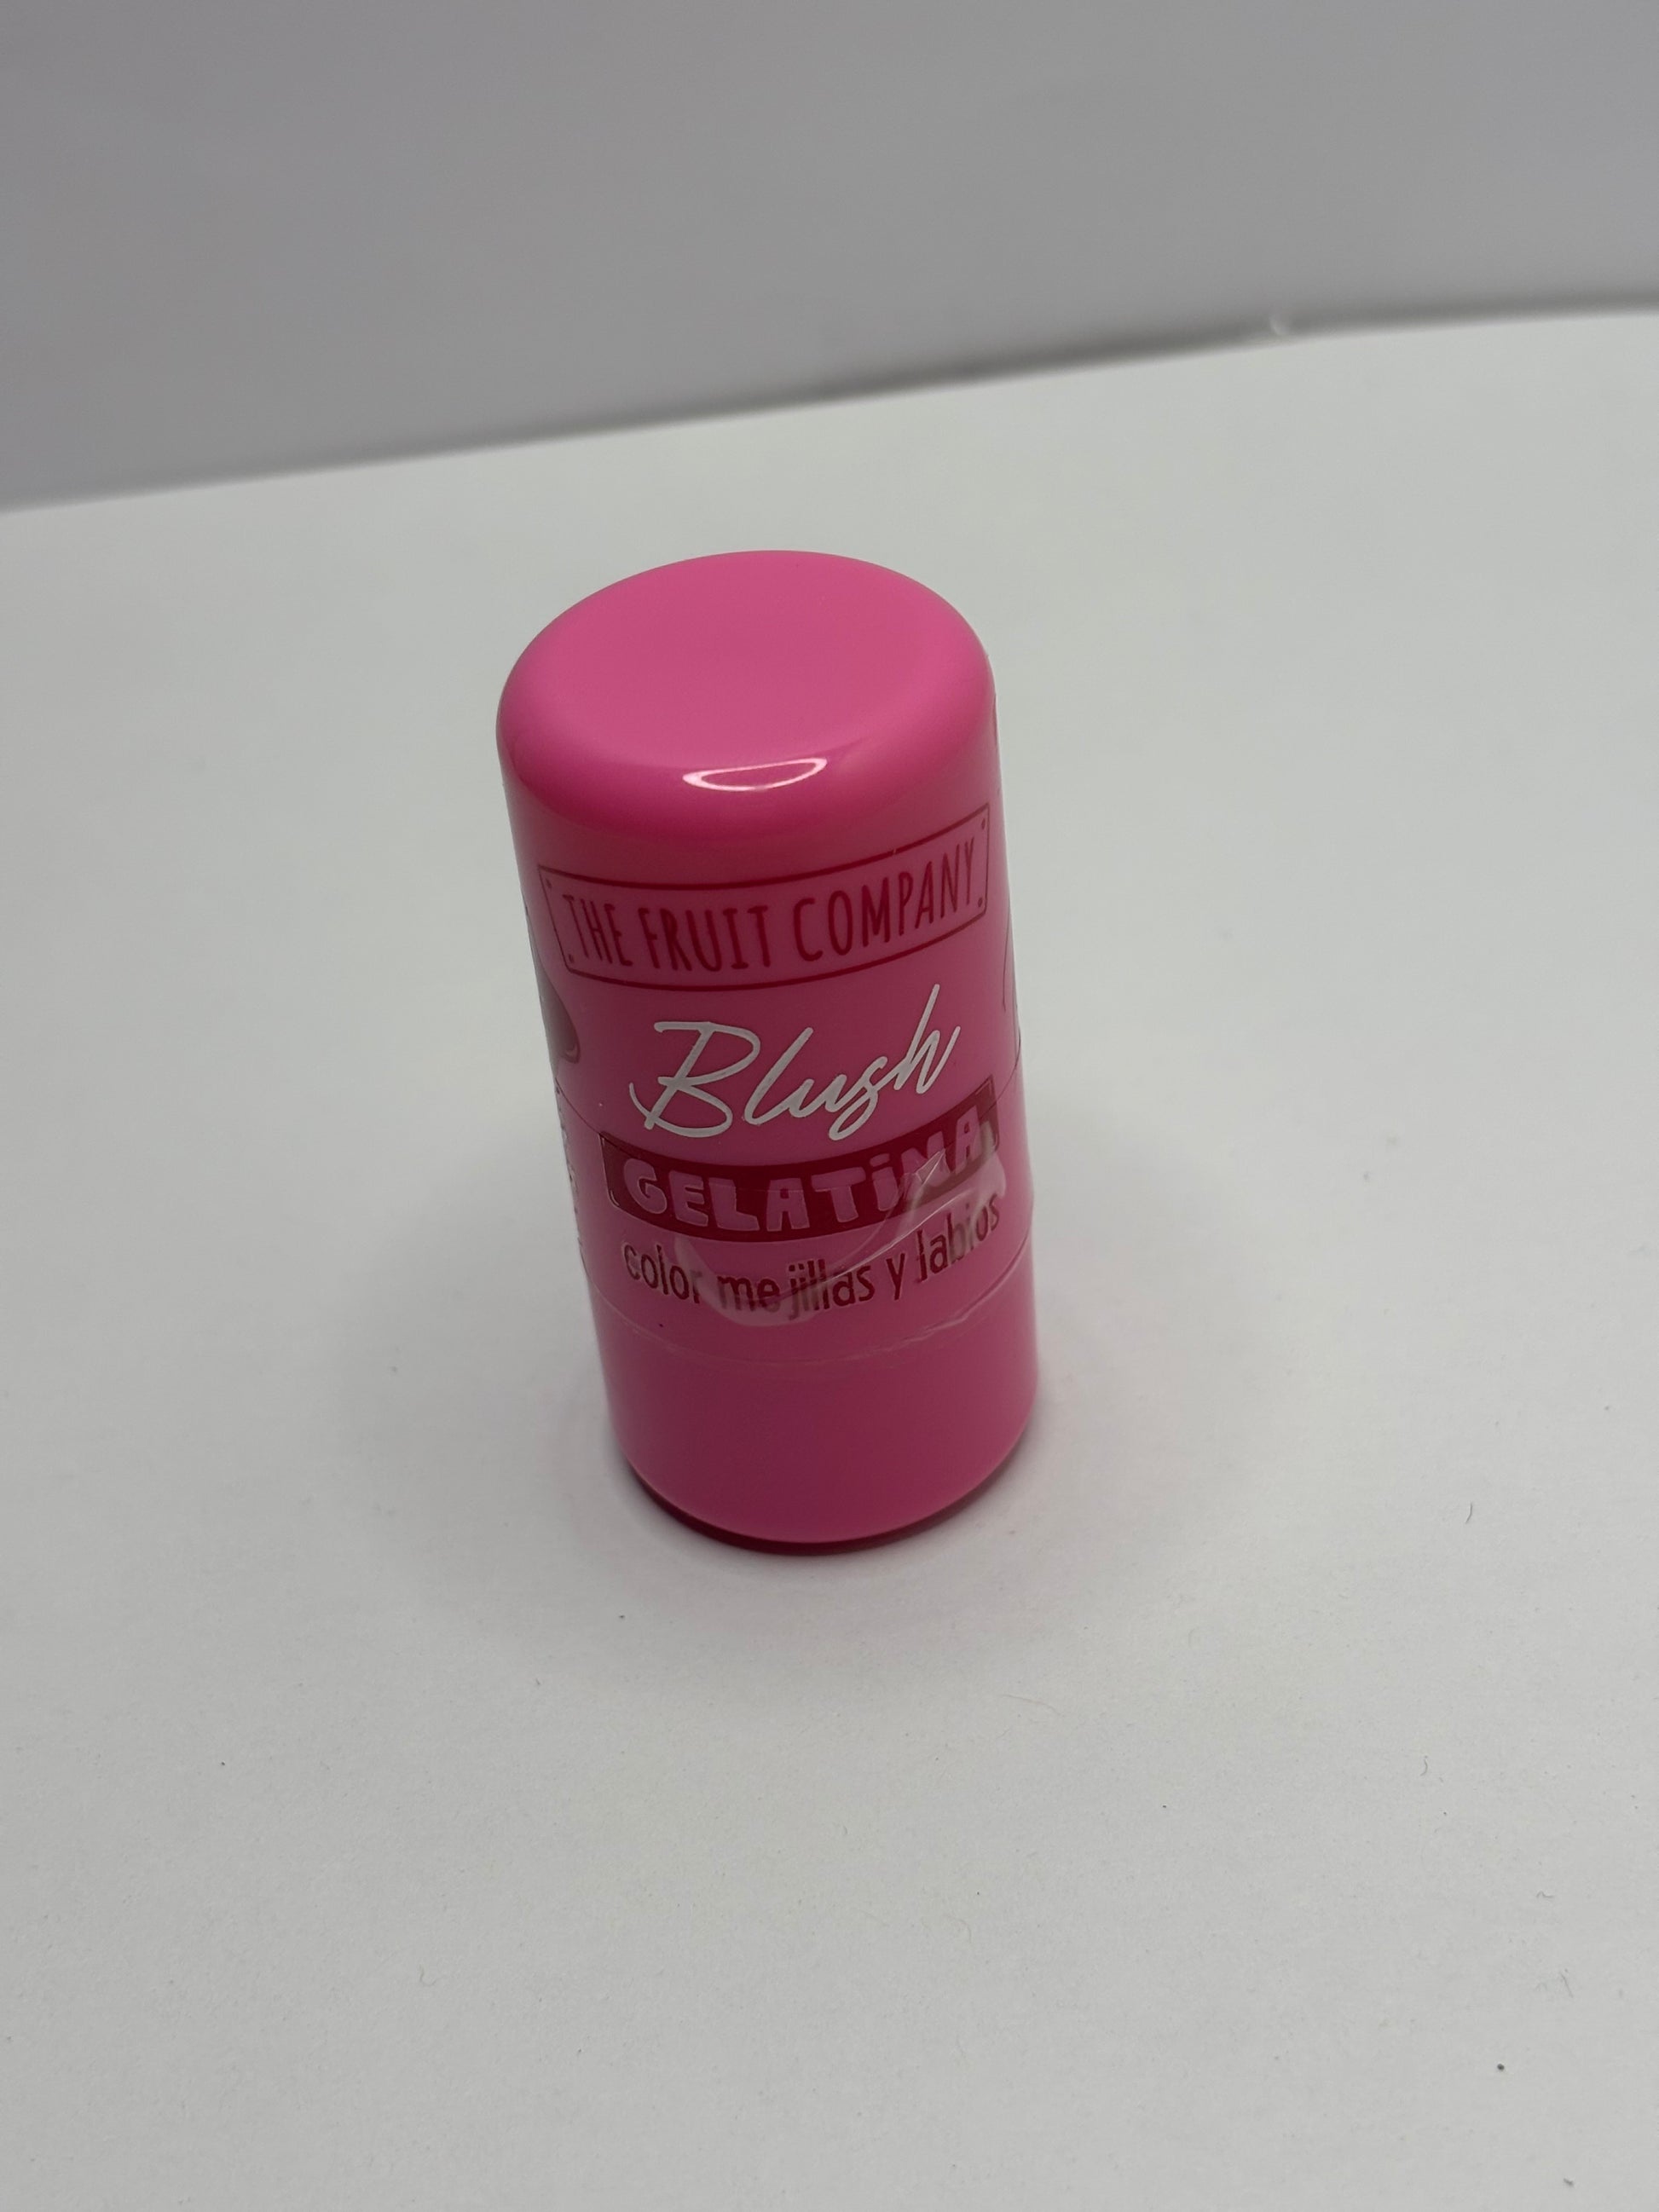 THE FRUIT COMPANY
Blush
GELATiNA
color mejillas y labios